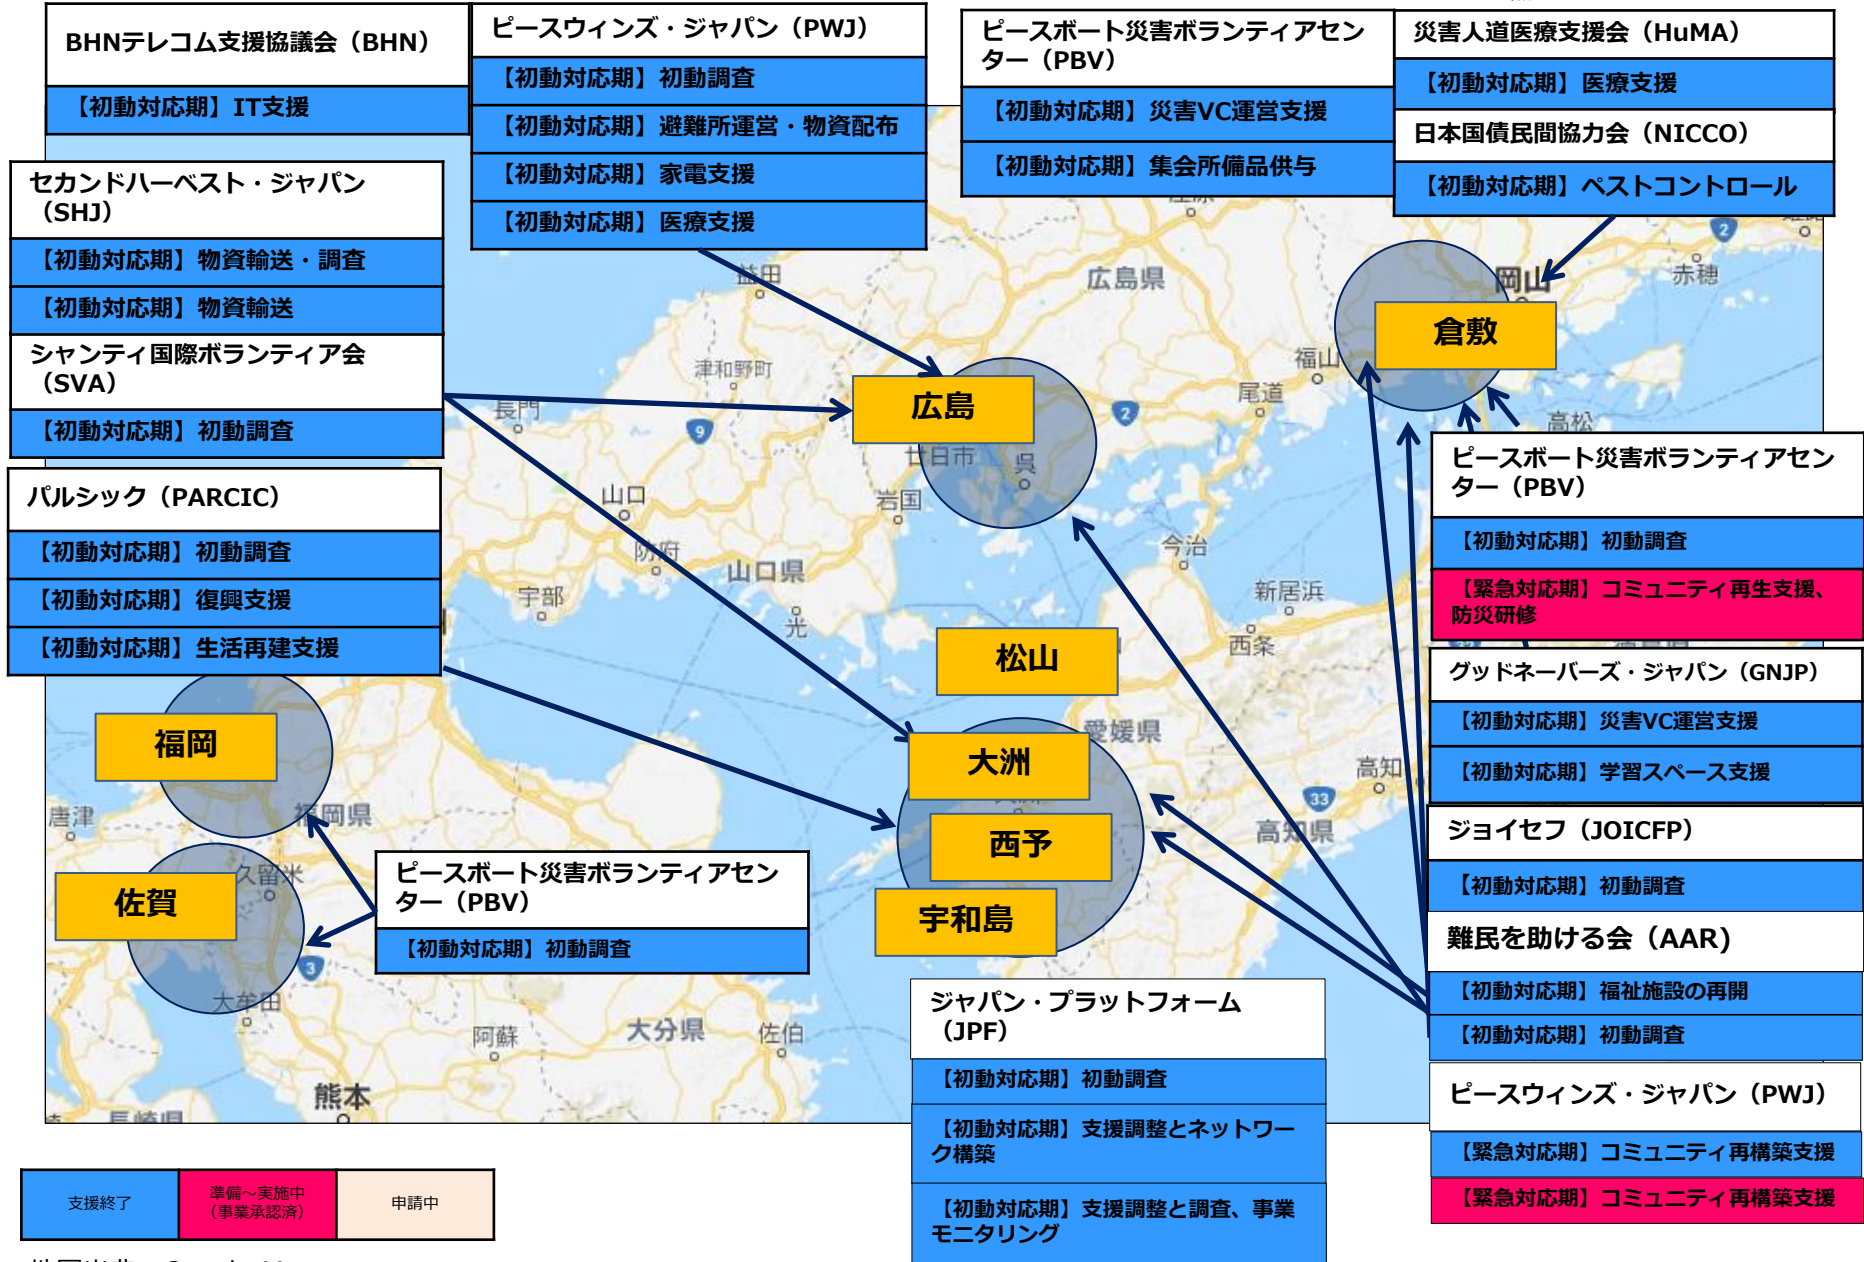 BHNテレコム支援協議会（BHN）
【初動対応期】IT支援
ピースウィンズ・ジャパン（PWJ）
【初動対応期】初動調査
【初動対応期】避難所運営・物資配布
【初動対応期】家電支援
【初動対応期】医療支援
ピースボート災害ボランティアセン
ター（PBV）
【初動対応期】災害VC運営支援
【初動対応期】集会所備品供与
災害人道医療支援会（HuMA）
【初動対応期】医療支援
日本国債民間協力会（NICCO）
【初動対応期】ペストコントロール
セカンドハーベスト・ジャパン
（SHJ）
【初動対応期】物資輸送・調査
【初動対応期】物資輸送
シャンティ国際ボランティア会
（SVA）
【初動対応期】初動調査
パルシック（PARCIC）
【初動対応期】初動調査
【初動対応期】復興支援
【初動対応期】生活再建支援
益田
広島県
岡山
赤穂
2
倉敷
福山
津和野町
尾道
高松
長門
9
広島
2
廿日市
呉
山口
岩国
防府
山口県
今治
宇部
光
新居浜
西条
松山
愛媛県
大洲
高知
33
高知県
西予
宇和島
福岡
福岡県
唐津
久留米
佐賀
3
大牟田
阿蘇
大分県
佐伯
熊本
長崎県
ピースボート災害ボランティアセン
ター（PBV）
【初動対応期】初動調査
【緊急対応期】コミュニティ再生支援、
防災研修
グッドネーバーズ・ジャパン（GNJP）
【初動対応期】災害VC運営支援
【初動対応期】学習スペース支援
ジョイセフ（JOICFP）
【初動対応期】初動調査
難民を助ける会（AAR)
【初動対応期】福祉施設の再開
【初動対応期】初動調査
ピースウィンズ・ジャパン（PWJ）
【緊急対応期】コミュニティ再構築支援
【緊急対応期】コミュニティ再構築支援
ピースボート災害ボランティアセン
ター（PBV）
【初動対応期】初動調査
ジャパン・プラットフォーム
（JPF）
【初動対応期】初動調査
【初動対応期】支援調整とネットワー
ク構築
【初動対応期】支援調整と調査、事業
モニタリング
支援終了
準備～実施中
（事業承認済）
申請中